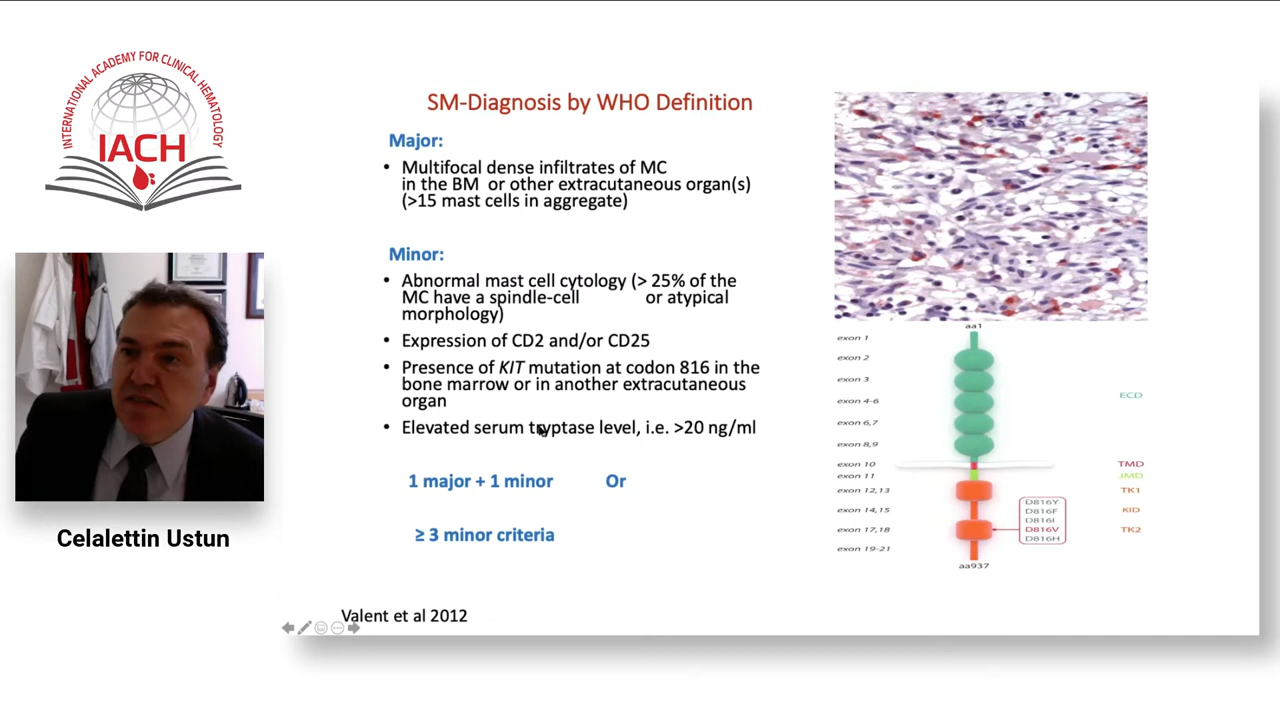 INTERNATIONAL ACADEMY FOR CLINICAL HEMATOLOGY
IACH
Celalettin Ustun
SM-Diagnosis by WHO Definition
Major:
• Multifocal dense infiltrates of MC
in the BM or other extracutaneous organ(s)
(>15 mast cells in aggregate)
Minor:
• Abnormal mast cell cytology (> 25% of the
MC have a spindle-cell or atypical
morphology)
• Expression of CD2 and/or CD25
• Presence of KIT mutation at codon 816 in the
bone marrow or in another extracutaneous
organ
• Elevated serum tryptase level, i.e. >20 ng/ml
1 major + 1 minor Or
≥ 3 minor criteria
Valent et al 2012
aa1
exon 1
exon 2
exon 3
exon 4-6
ECD
exon 6,7
exon 8,9
exon 10
TMD
exon 11
JMD
exon 12,13
TK1
exon 14,15
KID
exon 17,18
TK2
exon 19-21
D816Y
D816F
D816I
D816V
D816H
aa937